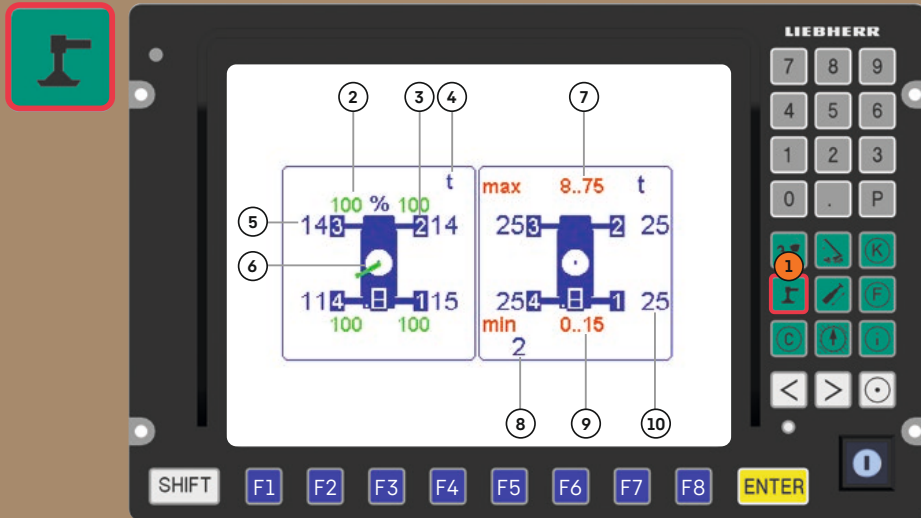 LIEBHERR
7 8 9
4 5 6
1 2 3
0 . P
2 3 4 7
t
100 % 100
5 14 3 2 14
6
11 4 1 15
100 100
max 8..75 t
25 3 2 25
25 4 1 25
min 0..15
2
8 9 10
1 K
F
C i
< >
SHIFT F1 F2 F3 F4 F5 F6 F7 F8 ENTER